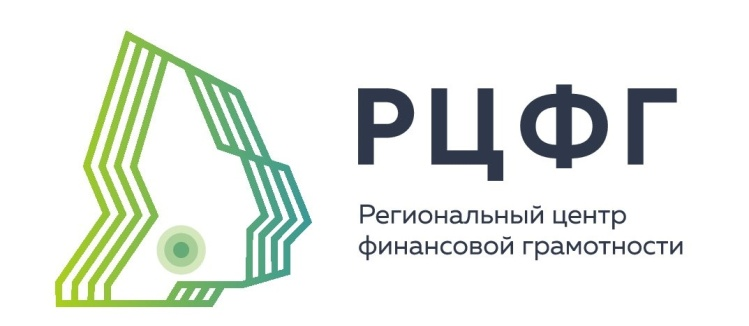 РЦФГ
Региональный центр
финансовой грамотности